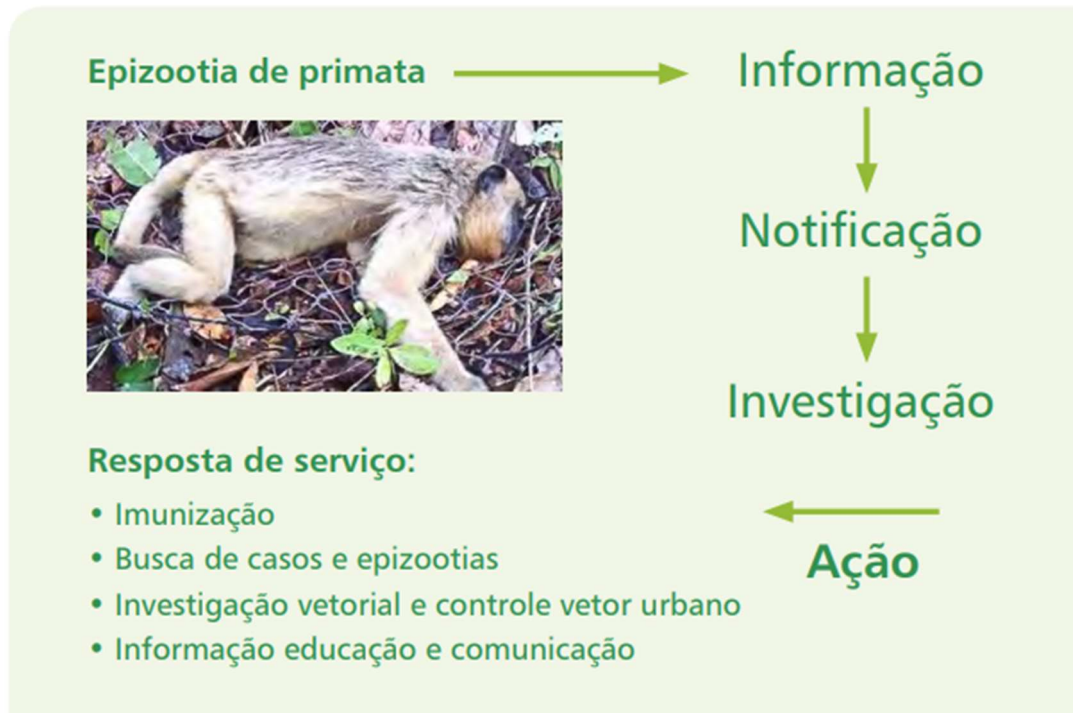 Epizootia de primata
Informação
Notificação
Investigação
Ação
Resposta de serviço:
• Imunização
• Busca de casos e epizootias
• Investigação vetorial e controle vetor urbano
• Informação educação e comunicação